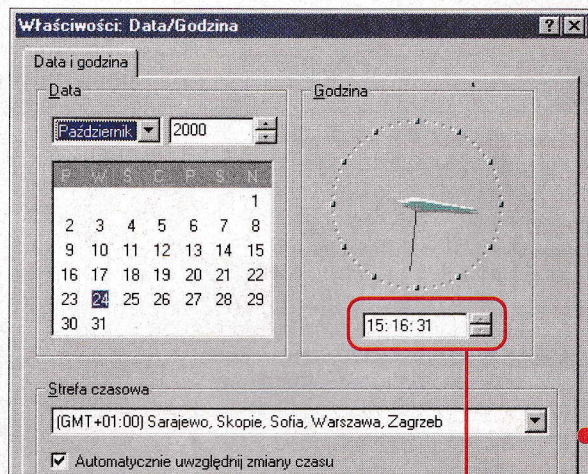 Właściwości: Data/Godzina
Data i godzina
Data
Godzina
Październik 2000
P W Ś C P S N
1
2 3 4 5 6 7 8
9 10 11 12 13 14 15
16 17 18 19 20 21 22
23 24 25 26 27 28 29
30 31
15:16:31
Strefa czasowa
(GMT+01:00) Sarajewo, Skopie, Sofia, Warszawa, Zagrzeb
Automatycznie uwzględnij zmiany czasu